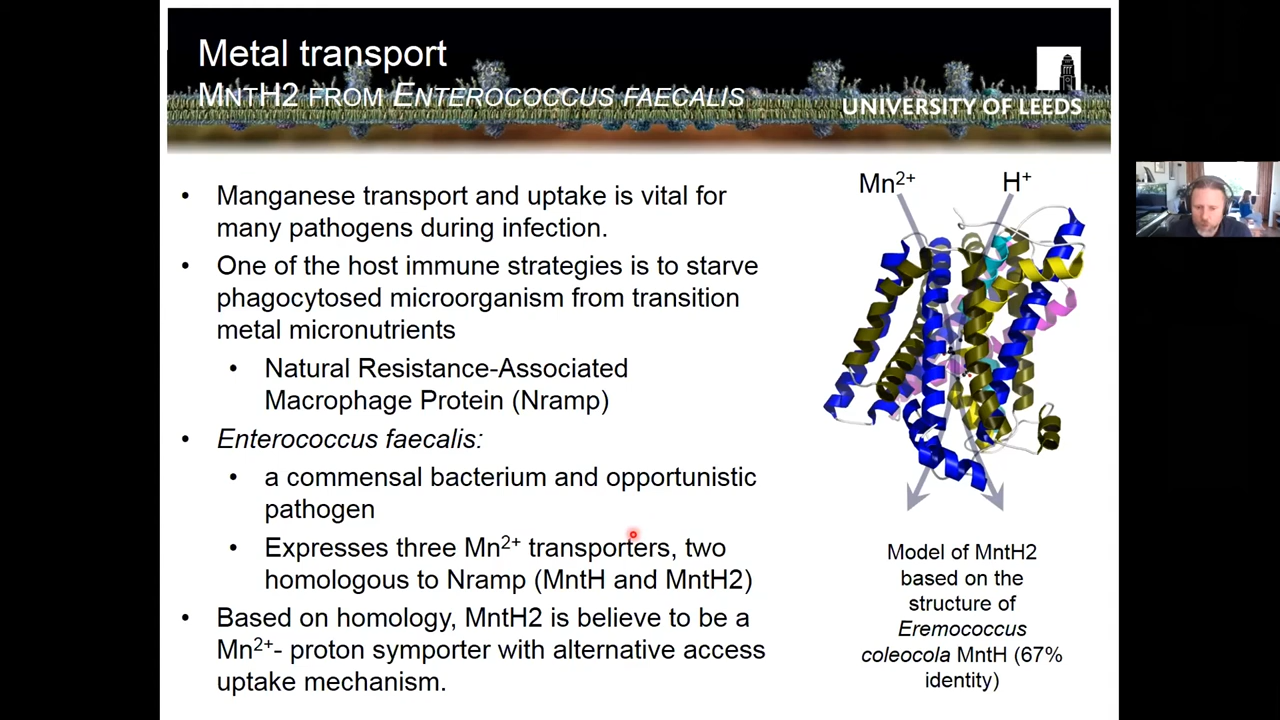 Metal transport
MNTH2 FROM ENTEROCOCCUS FAECALIS
UNIVERSITY OF LEEDS
• Manganese transport and uptake is vital for
many pathogens during infection.
• One of the host immune strategies is to starve
phagocytosed microorganism from transition
metal micronutrients
• Natural Resistance-Associated
Macrophage Protein (Nramp)
• Enterococcus faecalis:
• a commensal bacterium and opportunistic
pathogen
• Expresses three Mn²⁺ transporters, two
homologous to Nramp (MntH and MntH2)
• Based on homology, MntH2 is believe to be a
Mn²⁺- proton symporter with alternative access
uptake mechanism.
Mn²⁺ H⁺
Model of MntH2
based on the
structure of
Eremococcus
coleocola MntH (67%
identity)